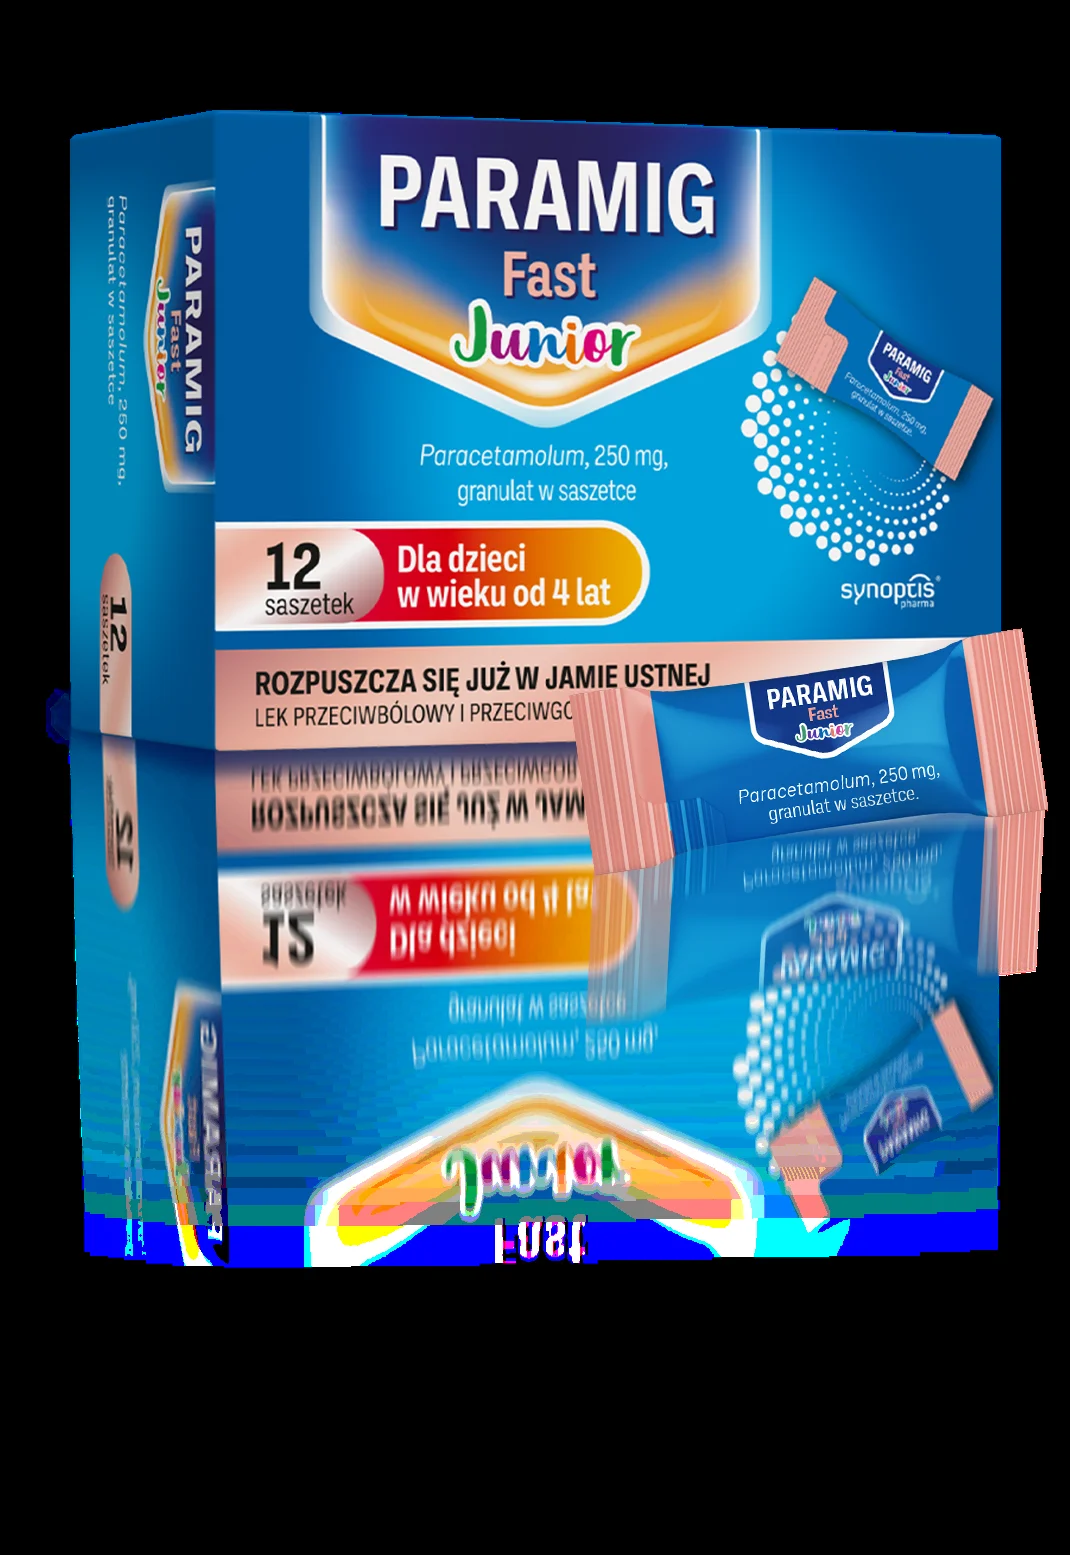 PARAMIG
Fast
Junior
Paracetamolum, 250 mg,
granulat w saszetce
12
saszetek
Dla dzieci
w wieku od 4 lat
synoptis
pharma
ROZPUSZCZA SIĘ JUŻ W JAMIE USTNEJ
LEK PRZECIWBÓLOWY I
PARAMIG
Fast
Junior
Paracetamolum, 250 mg,
granulat w saszetce
12
saszetek
PARAMIG
Fast
Junior
Paracetamolum, 250 mg,
granulat w saszetce.
PARAMIG
Fast
Junior
Paracetamolum, 250 mg,
granulat w saszetce.